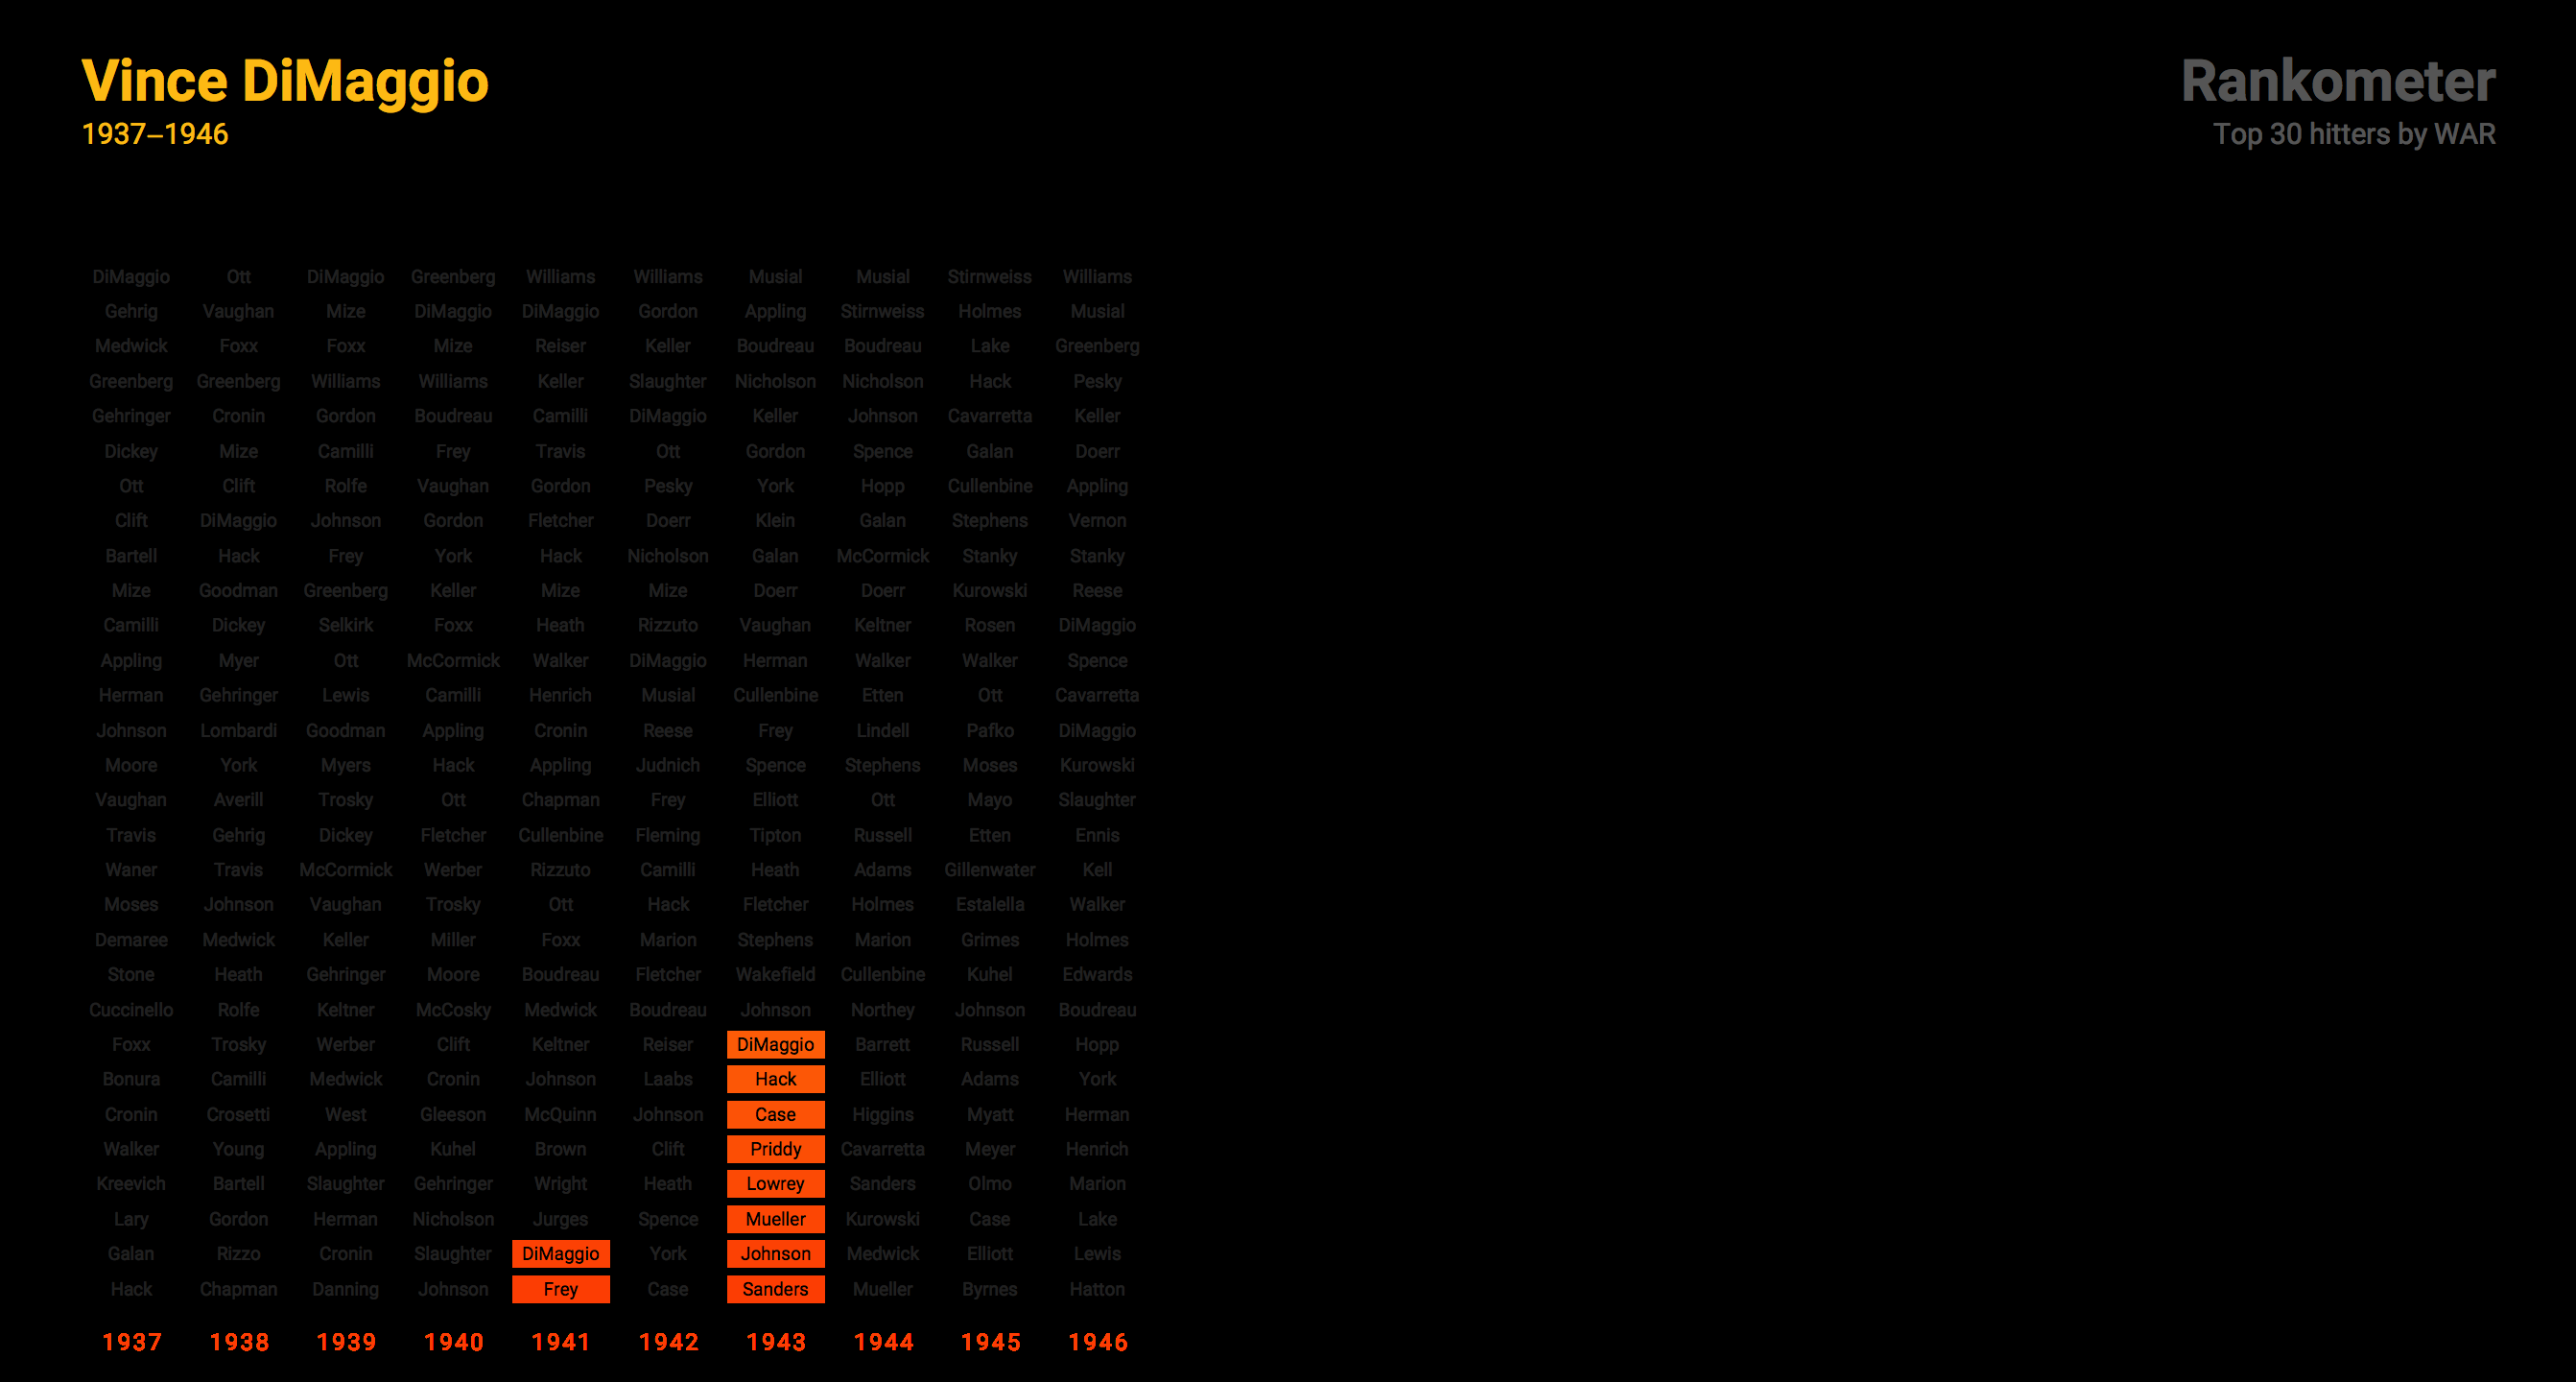 Vince DiMaggio
1937–1946
Rankometer
Top 30 hitters by WAR
DiMaggio Ott DiMaggio Greenberg Williams Williams Musial Musial Stirnweiss Williams
Gehrig Vaughan Mize DiMaggio DiMaggio Gordon Appling Stirnweiss Holmes Musial
Medwick Foxx Foxx Mize Reiser Keller Boudreau Boudreau Lake Greenberg
Greenberg Greenberg Williams Williams Keller Slaughter Nicholson Nicholson Hack Pesky
Gehringer Cronin Gordon Boudreau Camilli DiMaggio Keller Johnson Cavarretta Keller
Dickey Mize Camilli Frey Travis Ott Gordon Spence Galan Doerr
Ott Clift Rolfe Vaughan Gordon Pesky York Hopp Cullenbine Appling
Clift DiMaggio Johnson Gordon Fletcher Doerr Klein Galan Stephens Vernon
Bartell Hack Frey York Hack Nicholson Galan McCormick Stanky Stanky
Mize Goodman Greenberg Keller Mize Mize Doerr Doerr Kurowski Reese
Camilli Dickey Selkirk Foxx Heath Rizzuto Vaughan Keltner Rosen DiMaggio
Appling Myer Ott McCormick Walker DiMaggio Herman Walker Walker Spence
Herman Gehringer Lewis Camilli Henrich Musial Cullenbine Etten Ott Cavarretta
Johnson Lombardi Goodman Appling Cronin Reese Frey Lindell Pafko DiMaggio
Moore York Myers Hack Appling Judnich Spence Stephens Moses Kurowski
Vaughan Averill Trosky Ott Chapman Frey Elliott Ott Mayo Slaughter
Travis Gehrig Dickey Fletcher Cullenbine Fleming Tipton Russell Etten Ennis
Waner Travis McCormick Werber Rizzuto Camilli Heath Adams Gillenwater Kell
Moses Johnson Vaughan Trosky Ott Hack Fletcher Holmes Estalella Walker
Demaree Medwick Keller Miller Foxx Marion Stephens Marion Grimes Holmes
Stone Heath Gehringer Moore Boudreau Fletcher Wakefield Cullenbine Kuhel Edwards
Cuccinello Rolfe Keltner McCosky Medwick Boudreau Johnson Northey Johnson Boudreau
Foxx Trosky Werber Clift Keltner Reiser DiMaggio Barrett Russell Hopp
Bonura Camilli Medwick Cronin Johnson Laabs Hack Elliott Adams York
Cronin Crosetti West Gleeson McQuinn Johnson Case Higgins Myatt Herman
Walker Young Appling Kuhel Brown Clift Priddy Cavarretta Meyer Henrich
Kreevich Bartell Slaughter Gehringer Wright Heath Lowrey Sanders Olmo Marion
Lary Gordon Herman Nicholson Jurges Spence Mueller Kurowski Case Lake
Galan Rizzo Cronin Slaughter DiMaggio York Johnson Medwick Elliott Lewis
Hack Chapman Danning Johnson Frey Case Sanders Mueller Byrnes Hatton
1937 1938 1939 1940 1941 1942 1943 1944 1945 1946